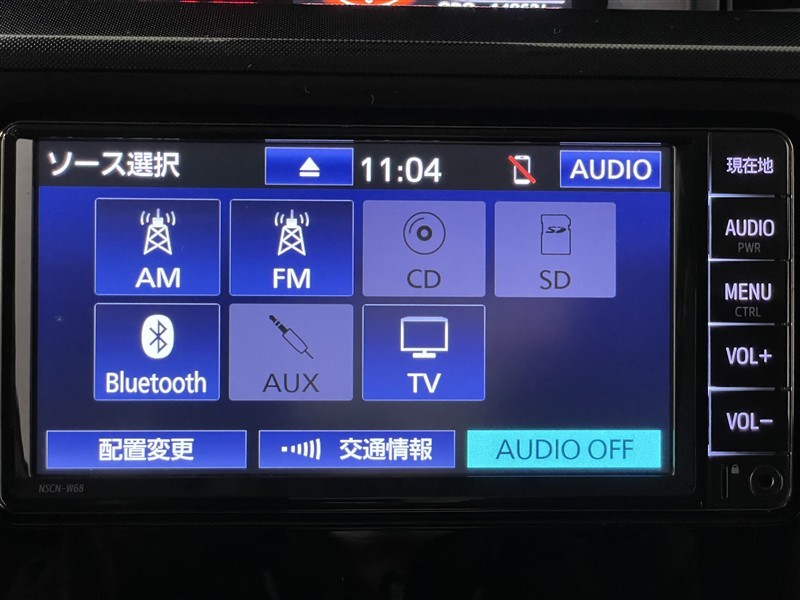 ソース選択
11:04
AUDIO
AM
FM
CD
SD
SD
Bluetooth
AUX
TV
配置変更
交通情報
AUDIO OFF
現在地
AUDIO
PWR
MENU
CTRL
VOL+
VOL-
NSCN-W68